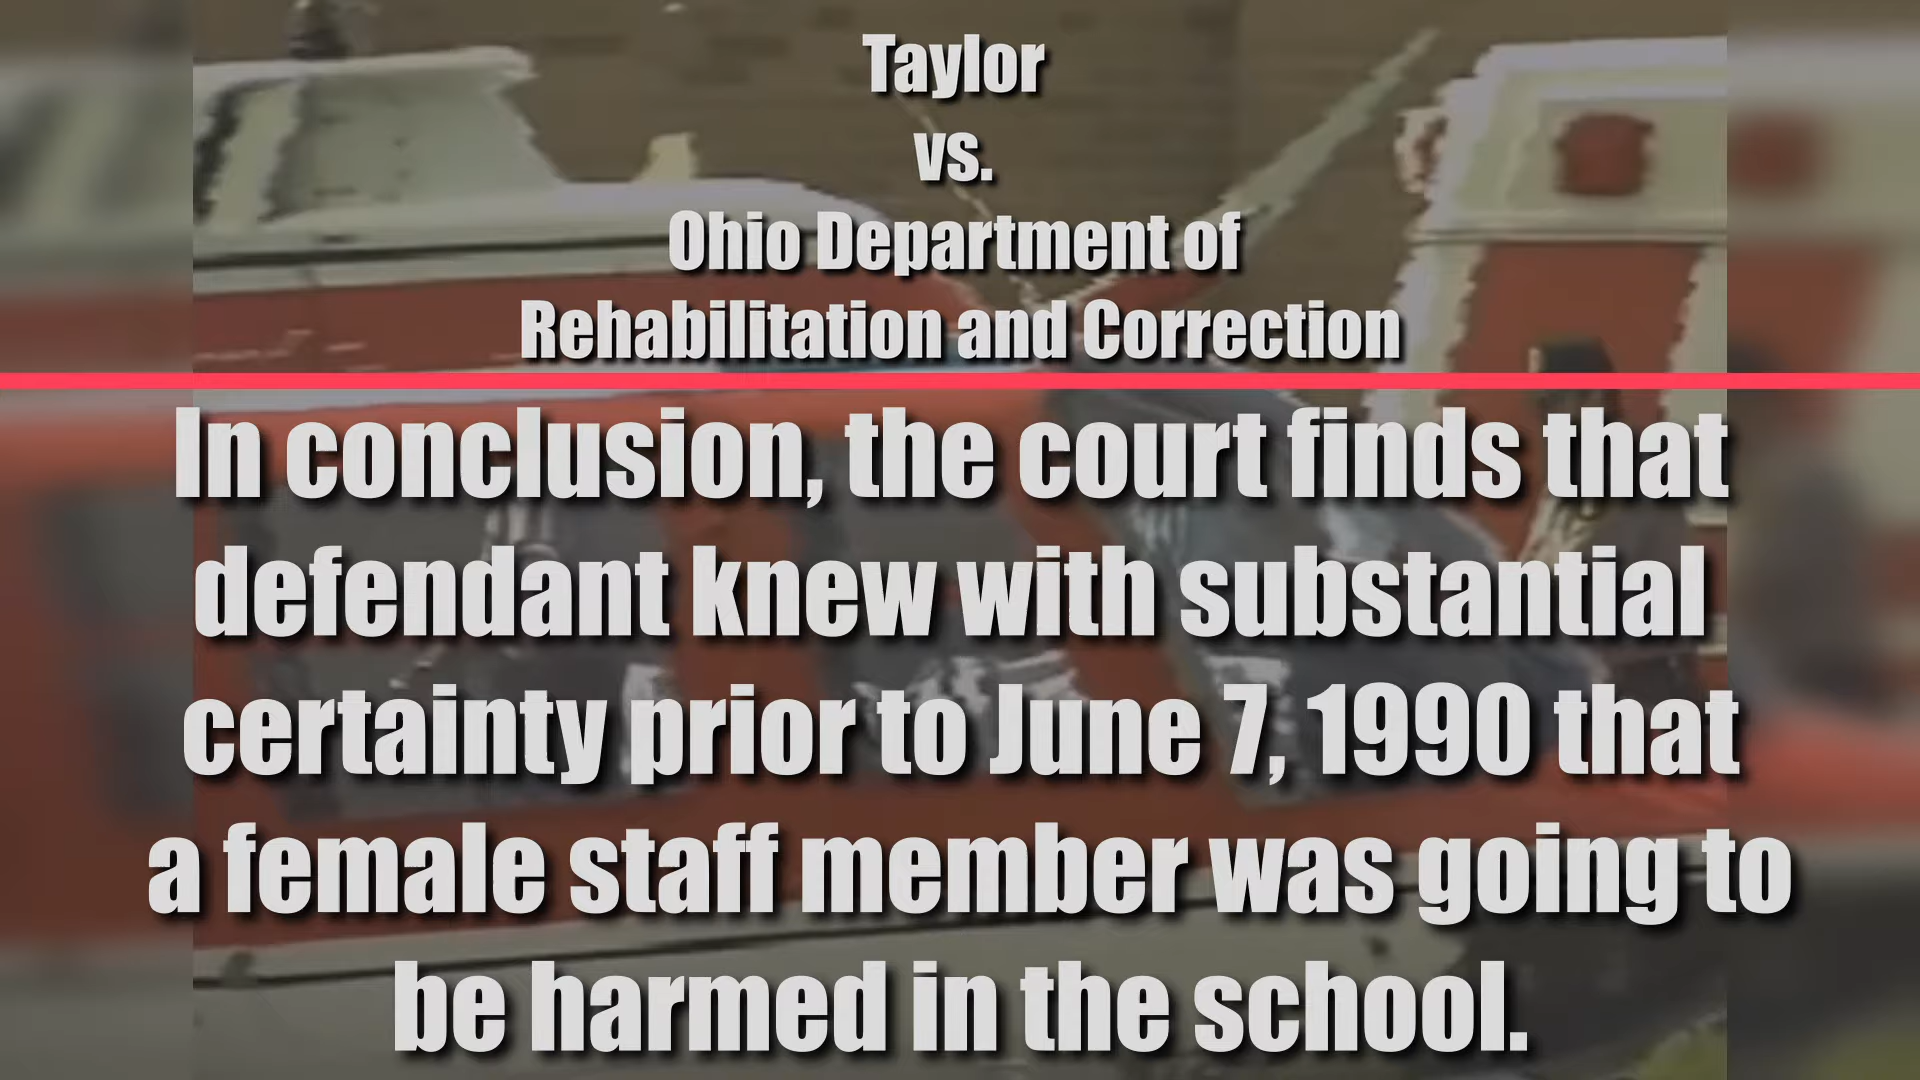 Taylor
vs.
Ohio Department of
Rehabilitation and Correction
In conclusion, the court finds that
defendant knew with substantial
certainty prior to June 7, 1990 that
a female staff member was going to
be harmed in the school.